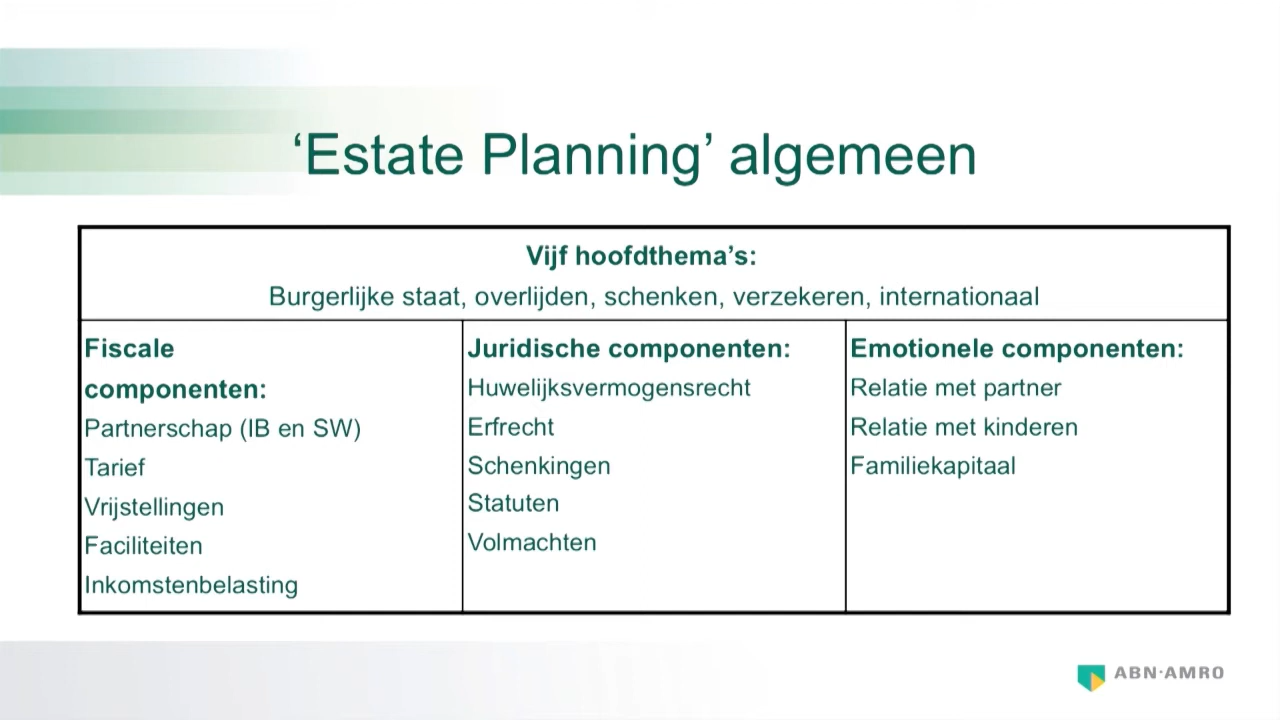 ‘Estate Planning’ algemeen
Vijf hoofdthema’s:
Burgerlijke staat, overlijden, schenken, verzekeren, internationaal
Fiscale
componenten:
Partnerschap (IB en SW)
Tarief
Vrijstellingen
Faciliteiten
Inkomstenbelasting
Juridische componenten:
Huwelijksvermogensrecht
Erfrecht
Schenkingen
Statuten
Volmachten
Emotionele componenten:
Relatie met partner
Relatie met kinderen
Familiekapitaal
ABN·AMRO